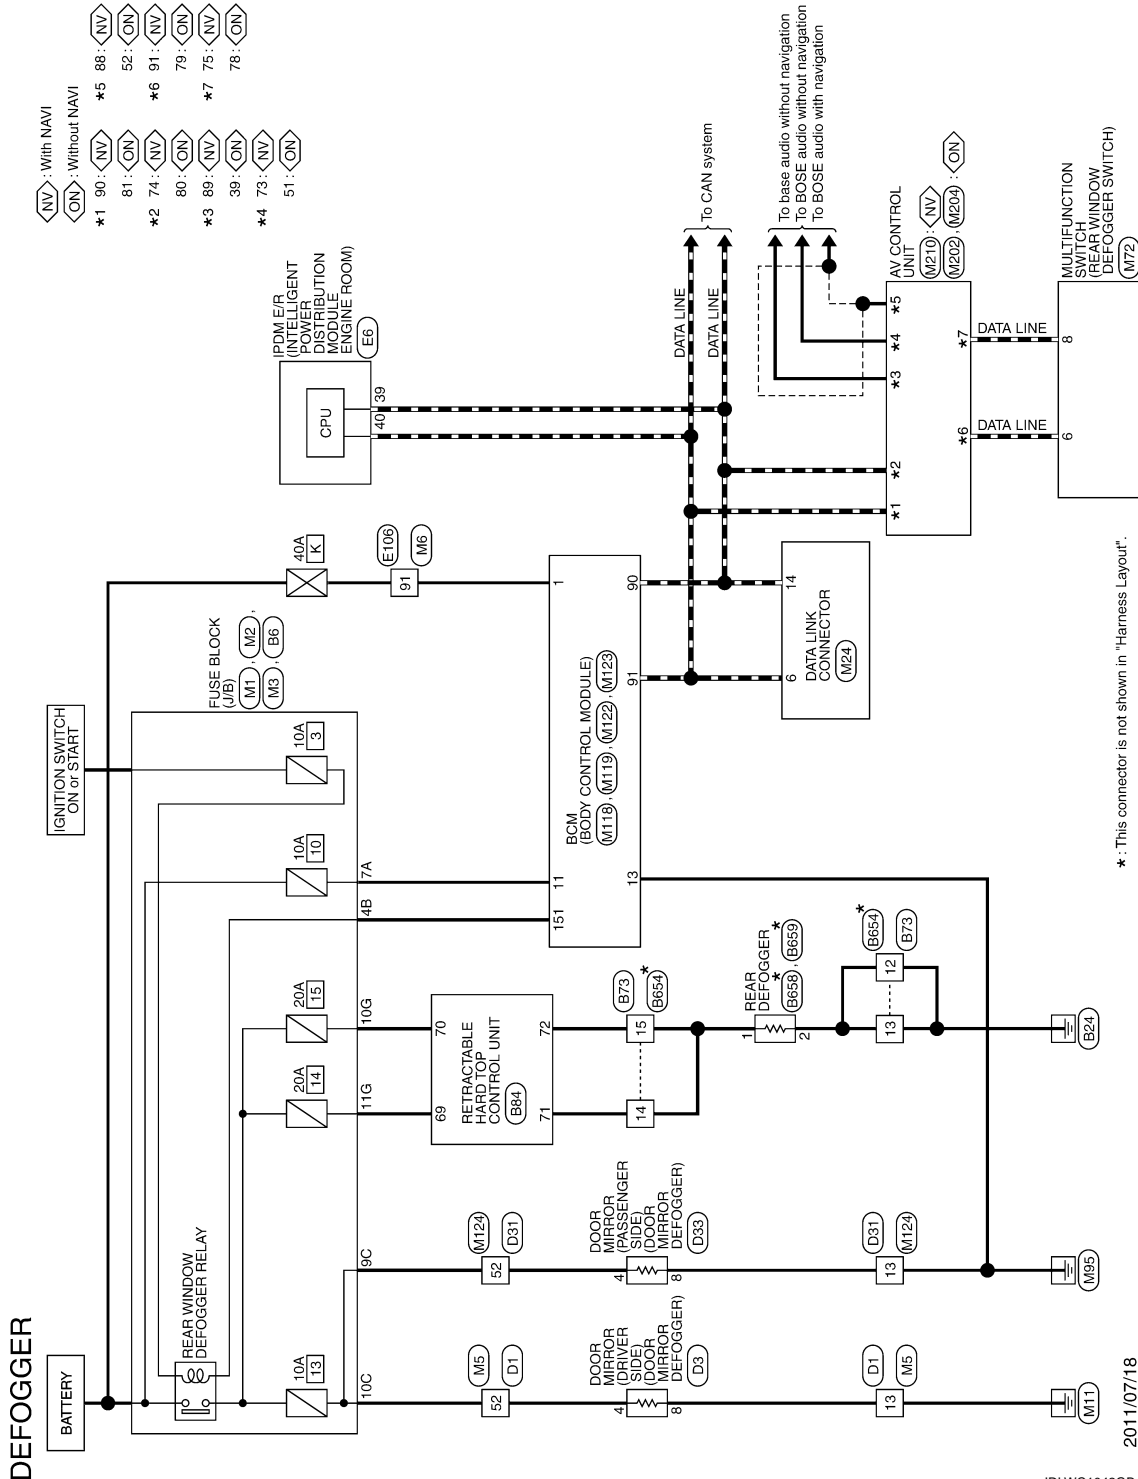 DEFOGGER
BATTERY
IGNITION SWITCH
ON or START
NV : With NAVI
ON : Without NAVI
*1 90 : NV
81 : ON
*2 74 : NV
80 : ON
*3 89 : NV
39 : ON
*4 73 : NV
51 : ON
*5 88 : NV
52 : ON
*6 91 : NV
79 : ON
*7 75 : NV
78 : ON
REAR WINDOW
DEFOGGER RELAY
10A
13
20A
14
20A
15
10A
10
10A
3
FUSE BLOCK
(J/B)
M1 , M2 ,
M3 , B6
40A
K
IPDM E/R
(INTELLIGENT
POWER
DISTRIBUTION
MODULE
ENGINE ROOM)
E6
CPU
10C
9C
11G
10G
4B
7A
91
E106
M6
40
39
M5
52
D1
M124
52
D31
69
70
RETRACTABLE
HARD TOP
CONTROL UNIT
B84
71
72
151
11
1
BCM
(BODY CONTROL MODULE)
M118 , M119 , M122 , M123
13
91
90
DATA LINE
DATA LINE
To CAN system
DOOR
MIRROR
(DRIVER
SIDE)
(DOOR
MIRROR
DEFOGGER)
D3
4
8
DOOR
MIRROR
(PASSENGER
SIDE)
(DOOR
MIRROR
DEFOGGER)
D33
4
8
14
15
B73
*
B654
REAR
DEFOGGER
* *
B658 , B659
1
2
6
14
DATA LINK
CONNECTOR
M24
To base audio without navigation
To BOSE audio without navigation
To BOSE audio with navigation
*1
*2
*3
*4
*5
AV CONTROL
UNIT
M210 : NV
M202 , M204 : ON
*6
*7
D1
13
M5
D31
13
M124
13
12
*
B654
B73
DATA LINE
DATA LINE
6
8
MULTIFUNCTION
SWITCH
(REAR WINDOW
DEFOGGER SWITCH)
M72
M11
M95
B24
* : This connector is not shown in "Harness Layout".
2011/07/18